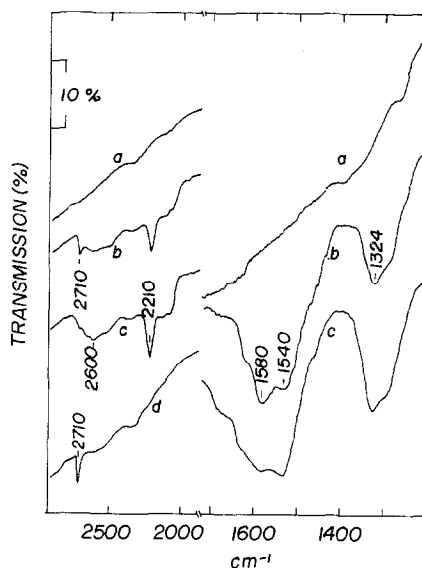 10 %
TRANSMISSION (%)
a
a
b
b
2710
2210
1324
c
c
2600
1580
1540
2710
d
2500
2000
1600
1400
cm⁻¹